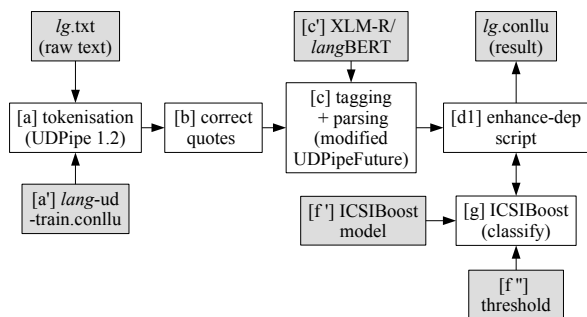 lg.txt
(raw text)
[c'] XLM-R/
langBERT
lg.conllu
(result)
[a] tokenisation
(UDPipe 1.2)
[b] correct
quotes
[c] tagging
+ parsing
(modified
UDPipeFuture)
[d1] enhance-dep
script
[a'] lang-ud
-train.conllu
[f '] ICSIBoost
model
[g] ICSIBoost
(classify)
[f '']
threshold